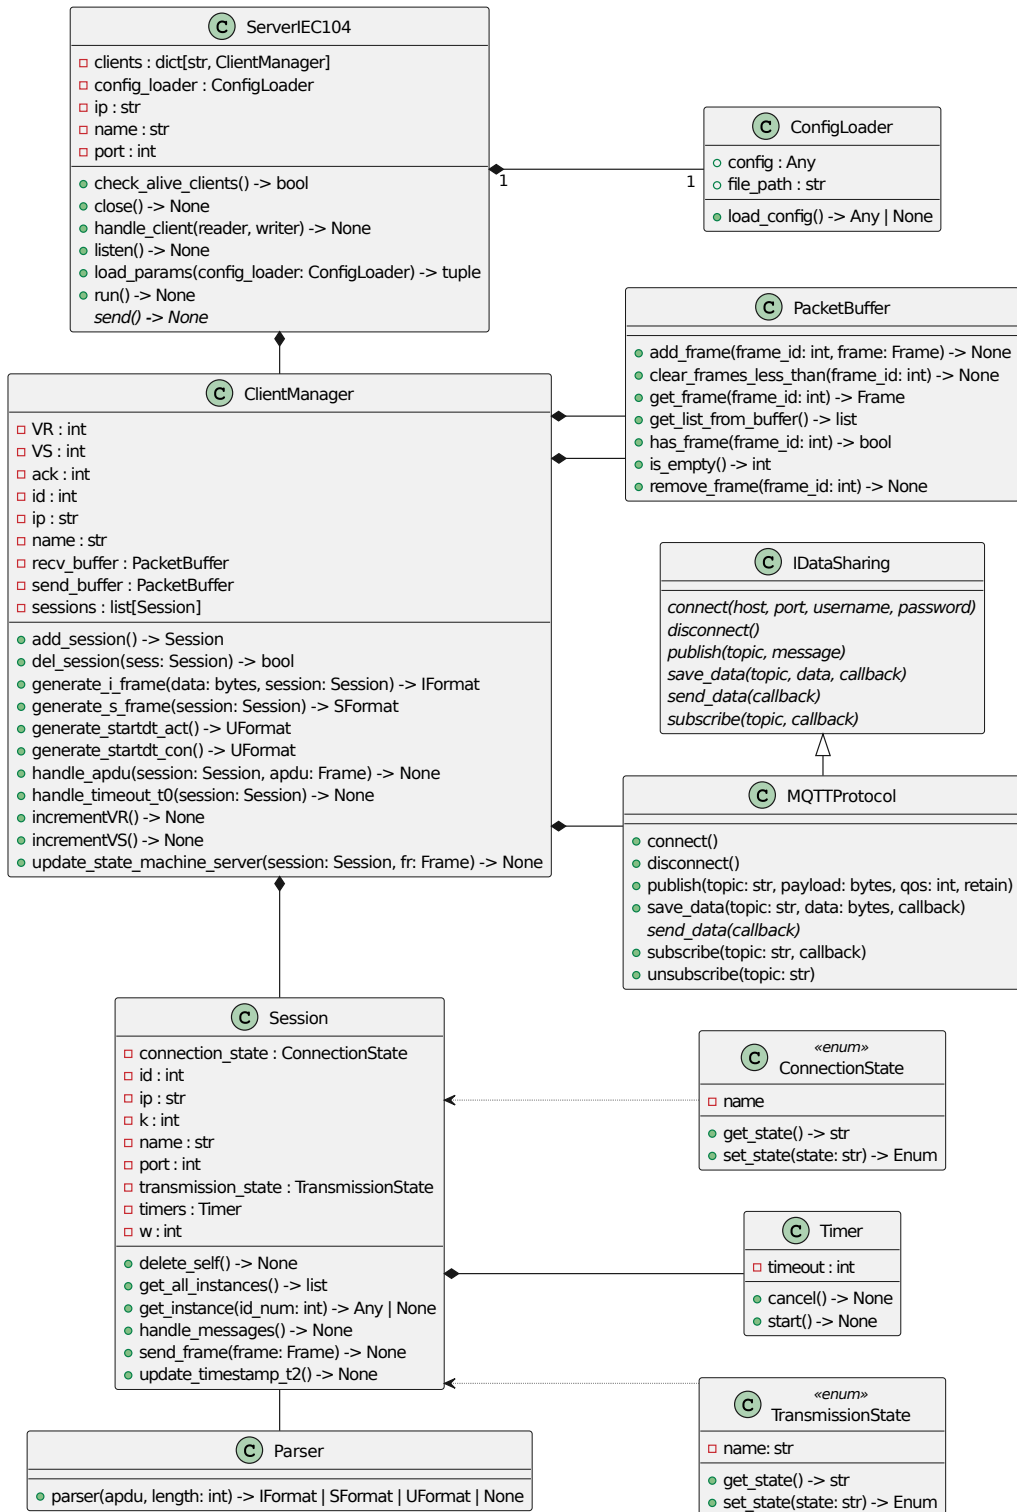 C ServerIEC104
clients : dict[str, ClientManager]
config_loader : ConfigLoader
ip : str
name : str
port : int
check_alive_clients() -> bool
close() -> None
handle_client(reader, writer) -> None
listen() -> None
load_params(config_loader: ConfigLoader) -> tuple
run() -> None
send() -> None
1
1
C ConfigLoader
config : Any
file_path : str
load_config() -> Any | None
C PacketBuffer
add_frame(frame_id: int, frame: Frame) -> None
clear_frames_less_than(frame_id: int) -> None
get_frame(frame_id: int) -> Frame
get_list_from_buffer() -> list
has_frame(frame_id: int) -> bool
is_empty() -> int
remove_frame(frame_id: int) -> None
C ClientManager
VR : int
VS : int
ack : int
id : int
ip : str
name : str
recv_buffer : PacketBuffer
send_buffer : PacketBuffer
sessions : list[Session]
add_session() -> Session
del_session(sess: Session) -> bool
generate_i_frame(data: bytes, session: Session) -> IFormat
generate_s_frame(session: Session) -> SFormat
generate_startdt_act() -> UFormat
generate_startdt_con() -> UFormat
handle_apdu(session: Session, apdu: Frame) -> None
handle_timeout_t0(session: Session) -> None
incrementVR() -> None
incrementVS() -> None
update_state_machine_server(session: Session, fr: Frame) -> None
C IDataSharing
connect(host, port, username, password)
disconnect()
publish(topic, message)
save_data(topic, data, callback)
send_data(callback)
subscribe(topic, callback)
C MQTTProtocol
connect()
disconnect()
publish(topic: str, payload: bytes, qos: int, retain)
save_data(topic: str, data: bytes, callback)
send_data(callback)
subscribe(topic: str, callback)
unsubscribe(topic: str)
C Session
connection_state : ConnectionState
id : int
ip : str
k : int
name : str
port : int
transmission_state : TransmissionState
timers : Timer
w : int
delete_self() -> None
get_all_instances() -> list
get_instance(id_num: int) -> Any | None
handle_messages() -> None
send_frame(frame: Frame) -> None
update_timestamp_t2() -> None
«enum»
C ConnectionState
name
get_state() -> str
set_state(state: str) -> Enum
C Timer
timeout : int
cancel() -> None
start() -> None
«enum»
C TransmissionState
name: str
get_state() -> str
set_state(state: str) -> Enum
C Parser
parser(apdu, length: int) -> IFormat | SFormat | UFormat | None